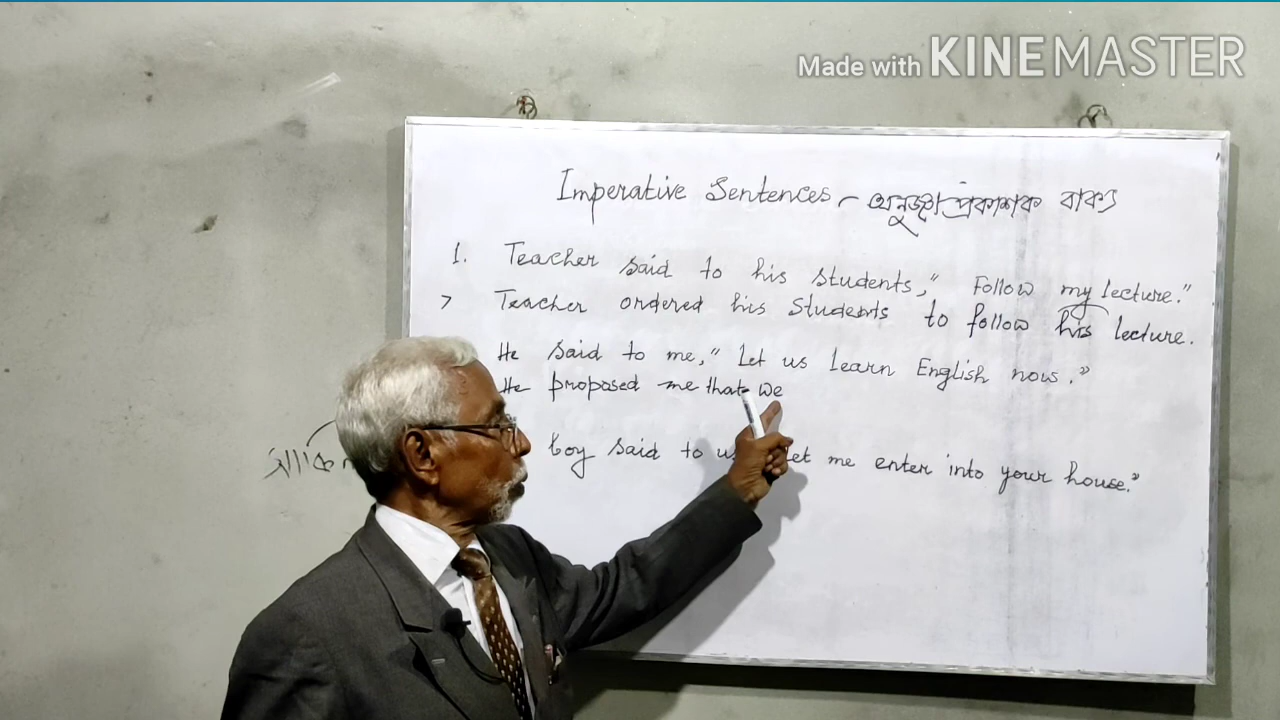 Made with KINEMASTER
Imperative Sentences - অনুজ্ঞা প্রকাশক বাক্য
1. Teacher said to his students," Follow my lecture."
> Teacher ordered his students to follow his lecture.
He said to me," Let us learn English now."
He proposed me that we
boy said to us let me enter into your house."